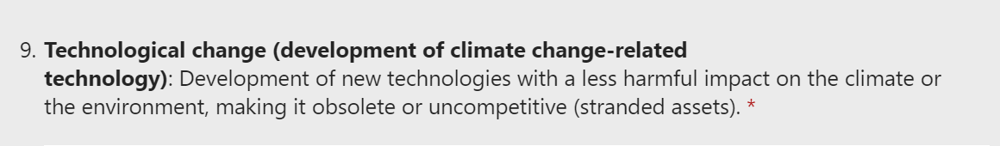 9. Technological change (development of climate change-related
technology): Development of new technologies with a less harmful impact on the climate or
the environment, making it obsolete or uncompetitive (stranded assets). *